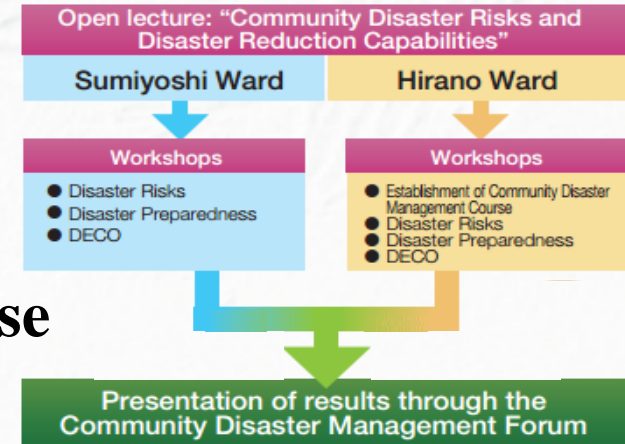 Open lecture: “Community Disaster Risks and
Disaster Reduction Capabilities”
Sumiyoshi Ward
Hirano Ward
Workshops
● Disaster Risks
● Disaster Preparedness
● DECO
Workshops
● Establishment of Community Disaster
Management Course
● Disaster Risks
● Disaster Preparedness
● DECO
se
Presentation of results through the
Community Disaster Management Forum